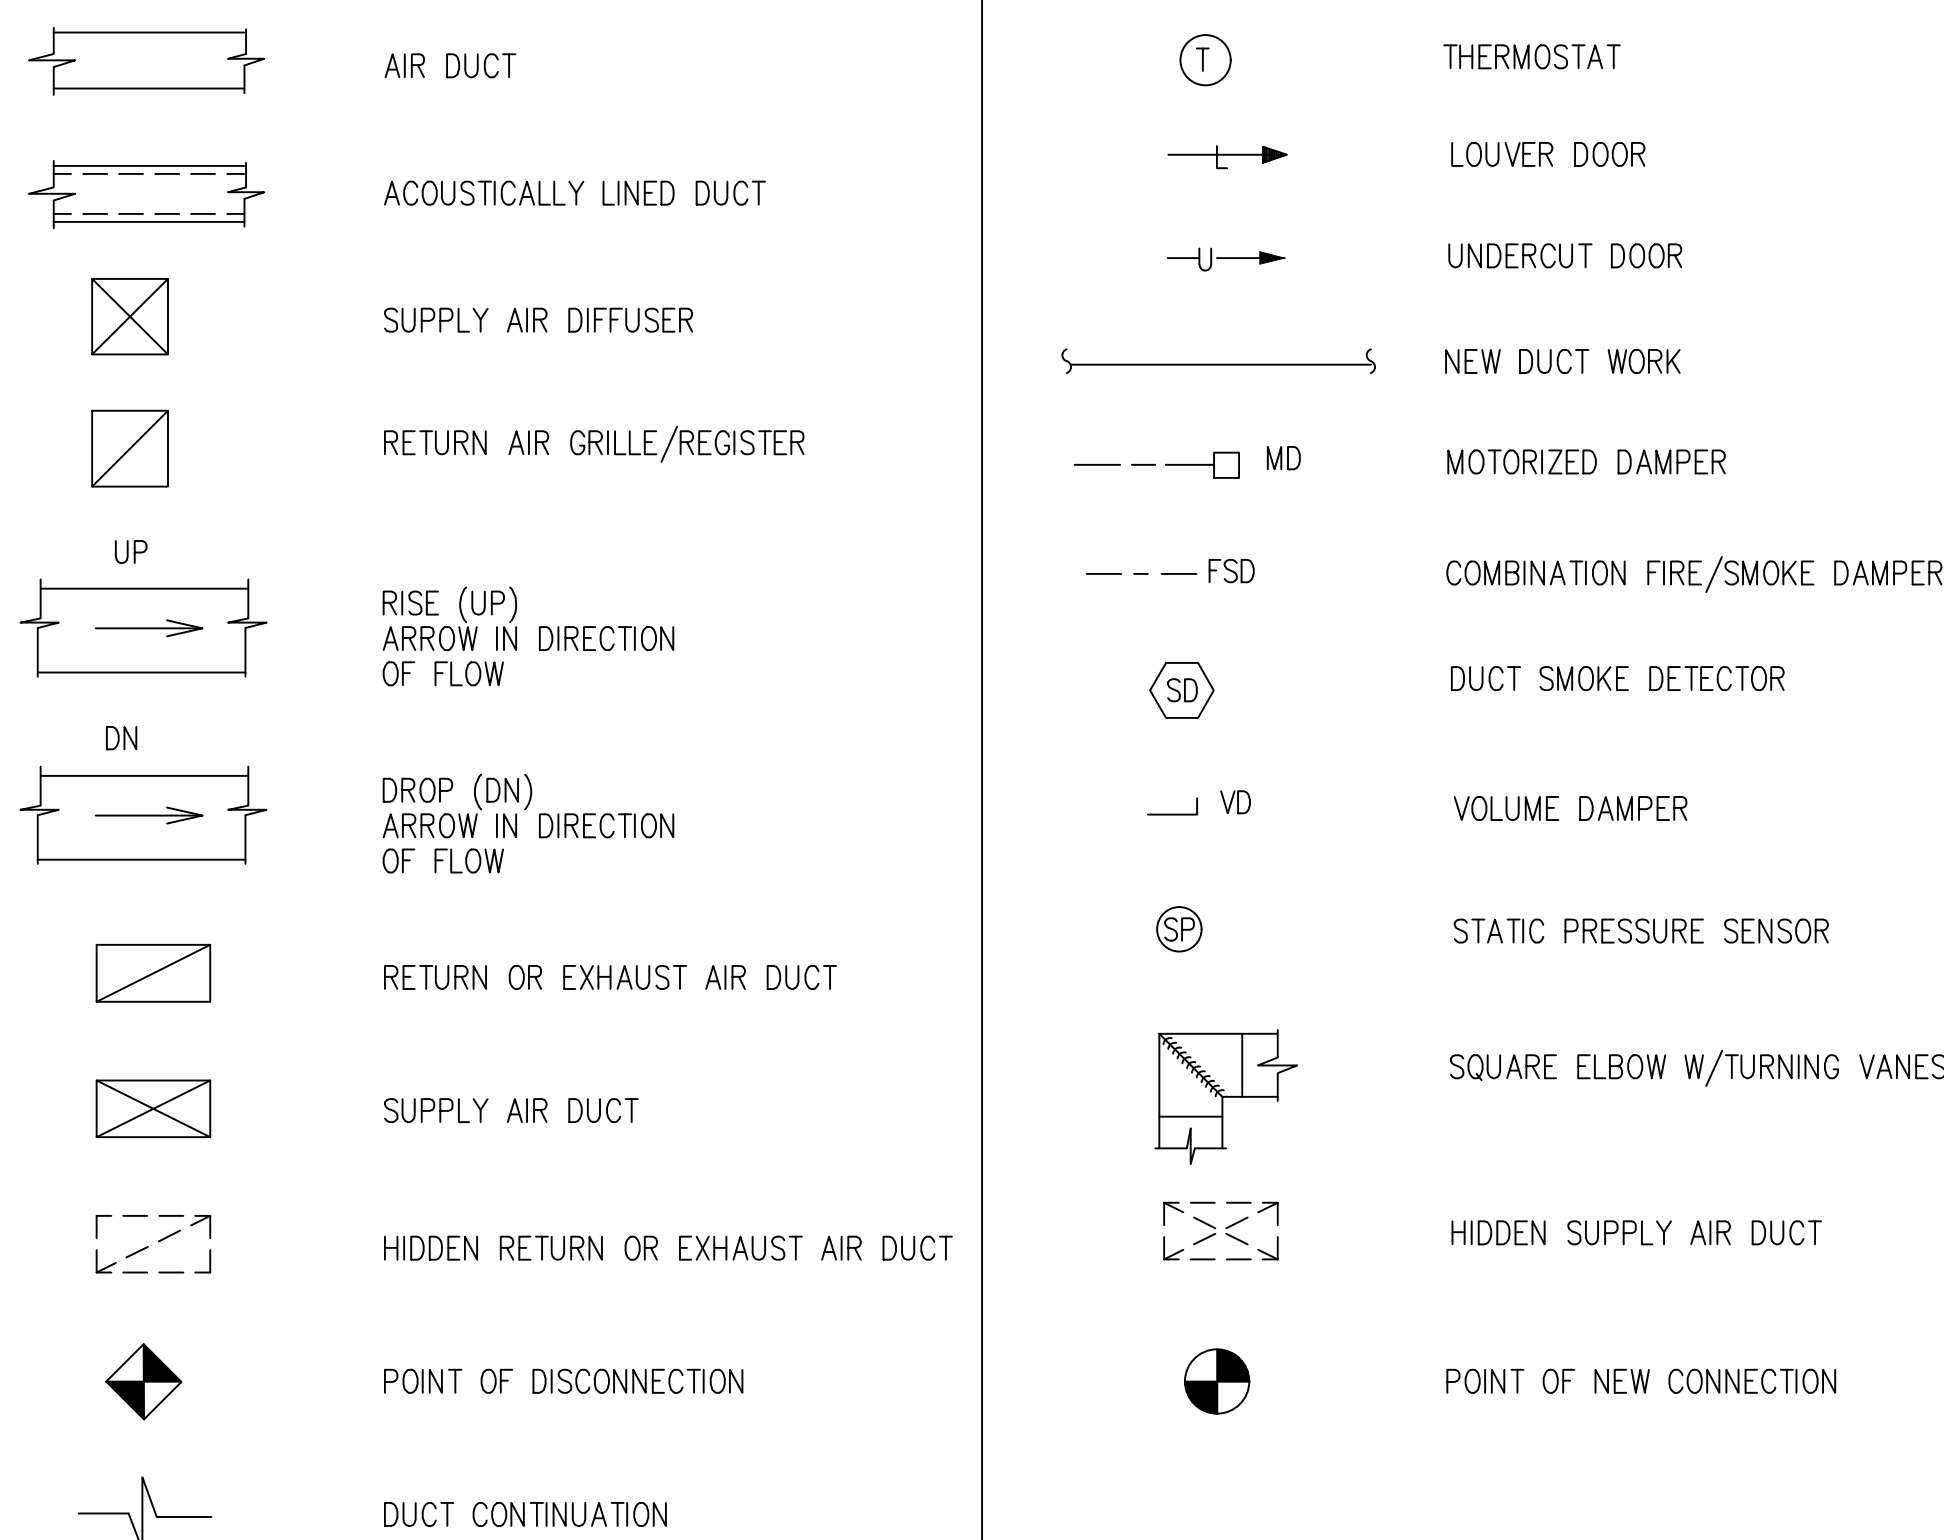 AIR DUCT
ACOUSTICALLY LINED DUCT
SUPPLY AIR DIFFUSER
RETURN AIR GRILLE/REGISTER
UP
RISE (UP)
ARROW IN DIRECTION
OF FLOW
DN
DROP (DN)
ARROW IN DIRECTION
OF FLOW
RETURN OR EXHAUST AIR DUCT
SUPPLY AIR DUCT
HIDDEN RETURN OR EXHAUST AIR DUCT
POINT OF DISCONNECTION
DUCT CONTINUATION
T THERMOSTAT
L LOUVER DOOR
U UNDERCUT DOOR
NEW DUCT WORK
MD MOTORIZED DAMPER
FSD COMBINATION FIRE/SMOKE DAMPER
SD DUCT SMOKE DETECTOR
VD VOLUME DAMPER
SP STATIC PRESSURE SENSOR
SQUARE ELBOW W/TURNING VANES
HIDDEN SUPPLY AIR DUCT
POINT OF NEW CONNECTION